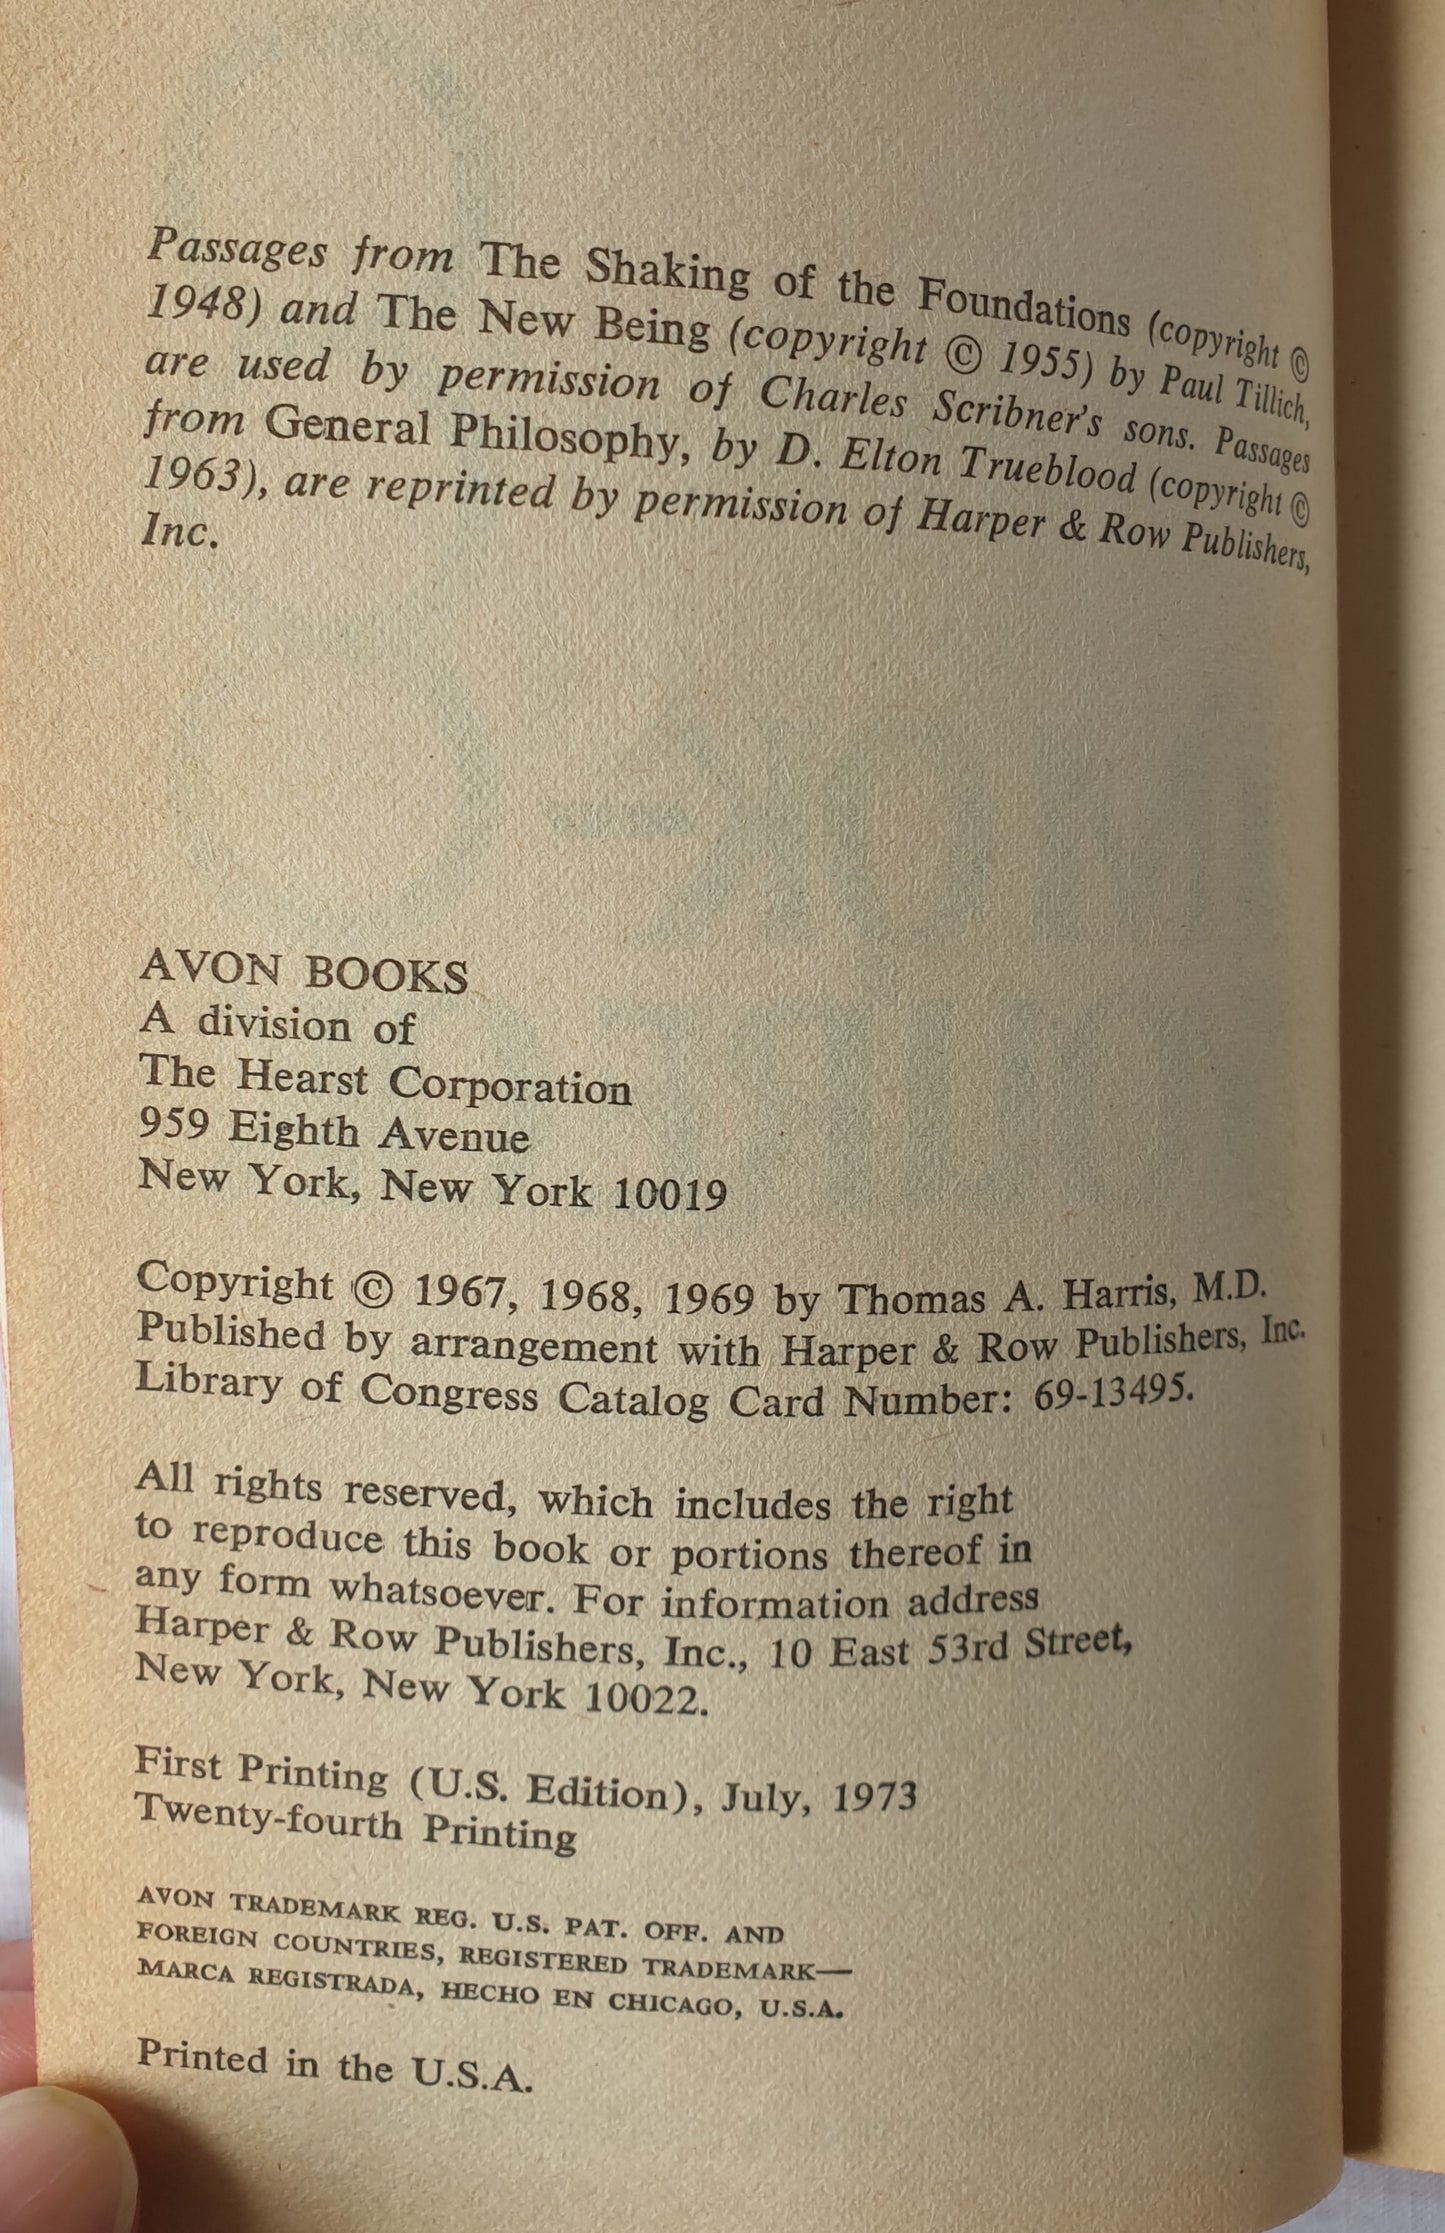 Passages from The Shaking of the Foundations (copyright ©
1948) and The New Being (copyright © 1955) by Paul Tillich,
are used by permission of Charles Scribner's sons. Passages
from General Philosophy, by D. Elton Trueblood (copyright ©
1963), are reprinted by permission of Harper & Row Publishers,
Inc.
AVON BOOKS
A division of
The Hearst Corporation
959 Eighth Avenue
New York, New York 10019
Copyright © 1967, 1968, 1969 by Thomas A. Harris, M.D.
Published by arrangement with Harper & Row Publishers, Inc.
Library of Congress Catalog Card Number: 69-13495.
All rights reserved, which includes the right
to reproduce this book or portions thereof in
any form whatsoever. For information address
Harper & Row Publishers, Inc., 10 East 53rd Street,
New York, New York 10022.
First Printing (U.S. Edition), July, 1973
Twenty-fourth Printing
AVON TRADEMARK REG. U.S. PAT. OFF. AND
FOREIGN COUNTRIES, REGISTERED TRADEMARK—
MARCA REGISTRADA, HECHO EN CHICAGO, U.S.A.
Printed in the U.S.A.